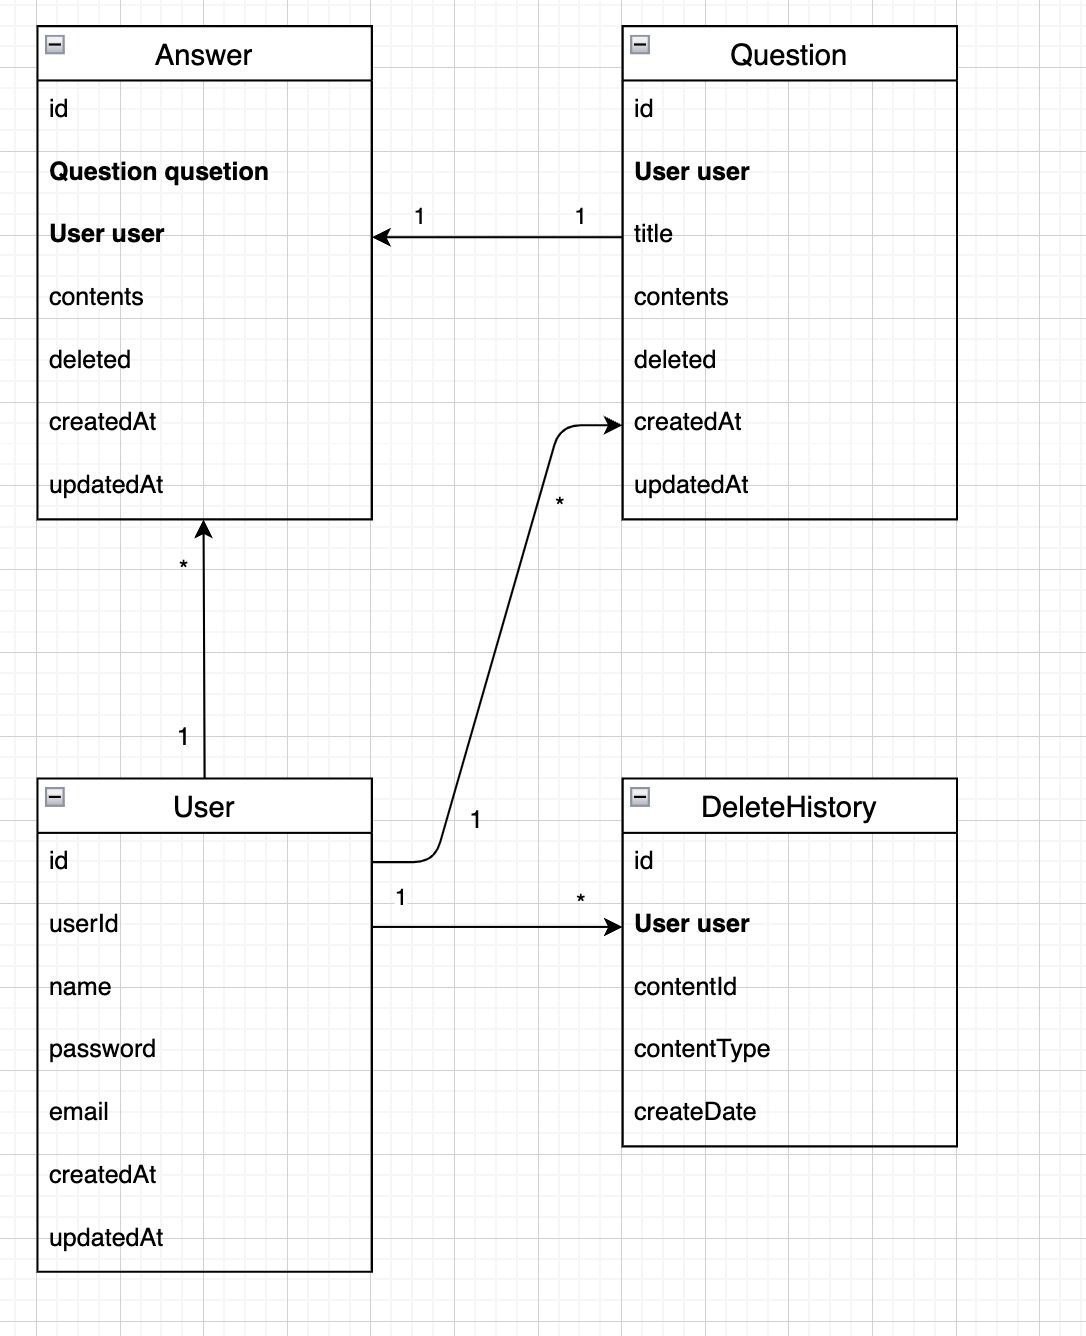 Answer
id
Question qusetion
User user
contents
deleted
createdAt
updatedAt
Question
id
User user
title
contents
deleted
createdAt
updatedAt
1
1
*
1
*
1
User
id
userId
name
password
email
createdAt
updatedAt
1
*
DeleteHistory
id
User user
contentId
contentType
createDate